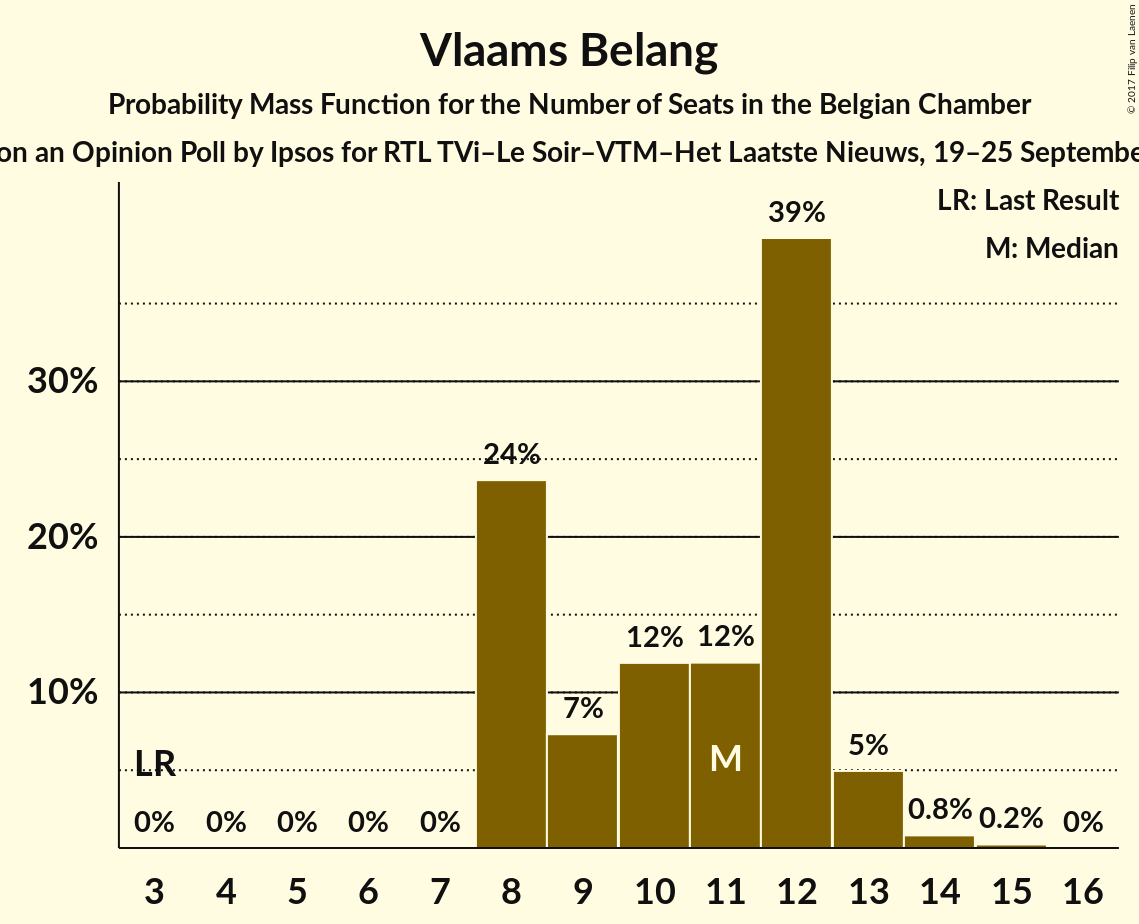 Vlaams Belang
Probability Mass Function for the Number of Seats in the Belgian Chamber
on an Opinion Poll by Ipsos for RTL TVi–Le Soir–VTM–Het Laatste Nieuws, 19–25 Septembe
© 2017 Filip van Laenen
LR: Last Result
M: Median
39%
30%
24%
20%
12% 12%
10%
7%
M
5%
LR
0% 0% 0% 0% 0% 0.8% 0.2% 0%
3 4 5 6 7 8 9 10 11 12 13 14 15 16